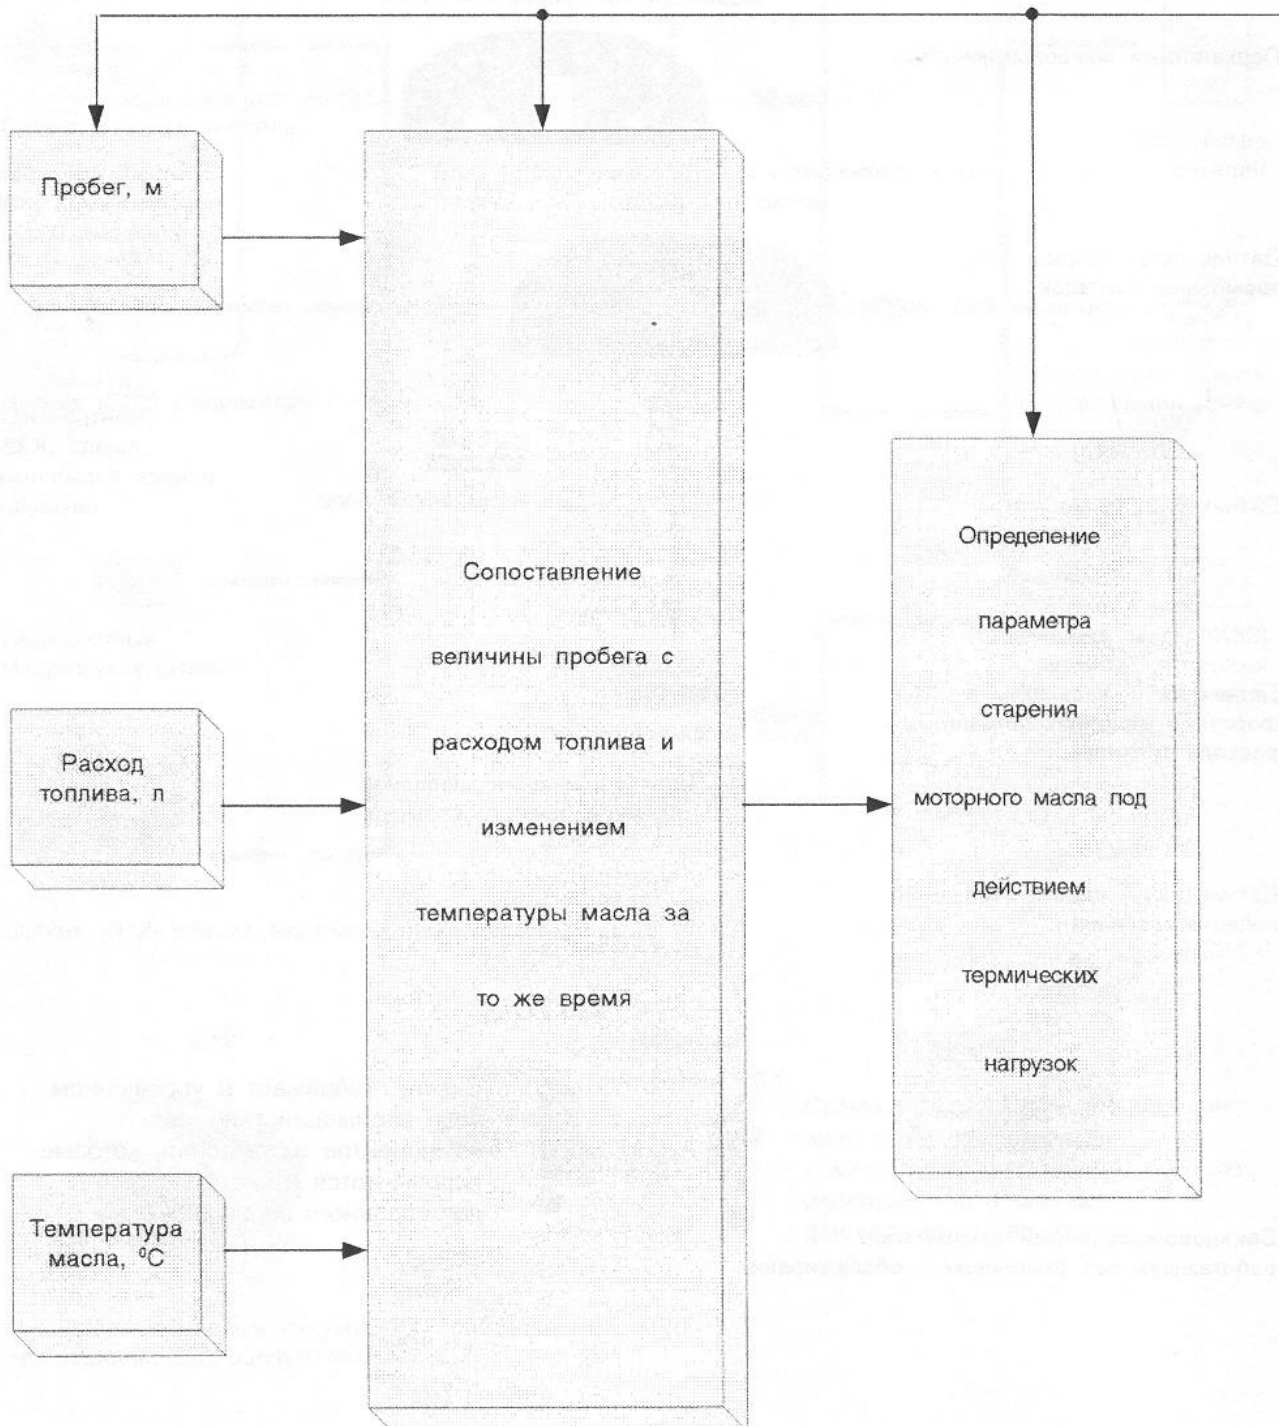 Пробег, м
Сопоставление
величины пробега с
расходом топлива и
изменением
температуры масла за
то же время
Определение
параметра
старения
моторного масла под
действием
термических
нагрузок
Расход
топлива, л
Температура
масла, ⁰C